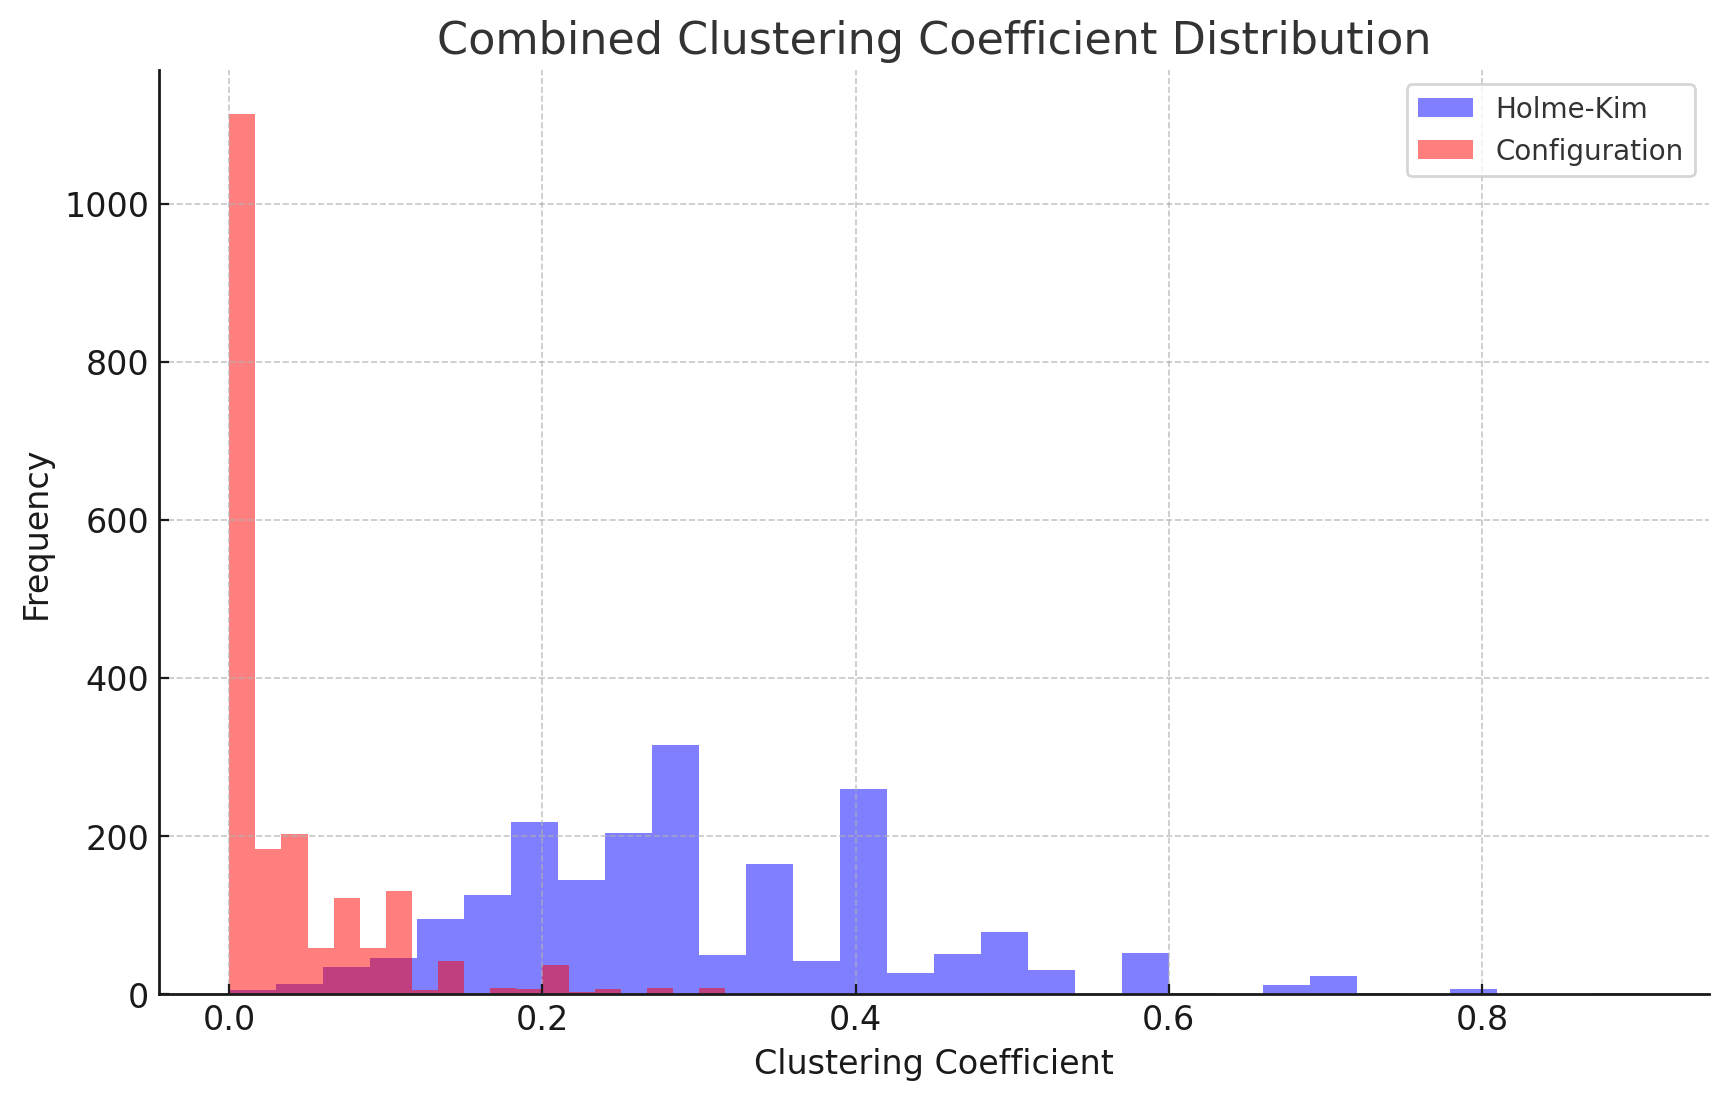 Combined Clustering Coefficient Distribution
Holme-Kim
Configuration
Frequency
1000
800
600
400
200
0
0.0 0.2 0.4 0.6 0.8
Clustering Coefficient